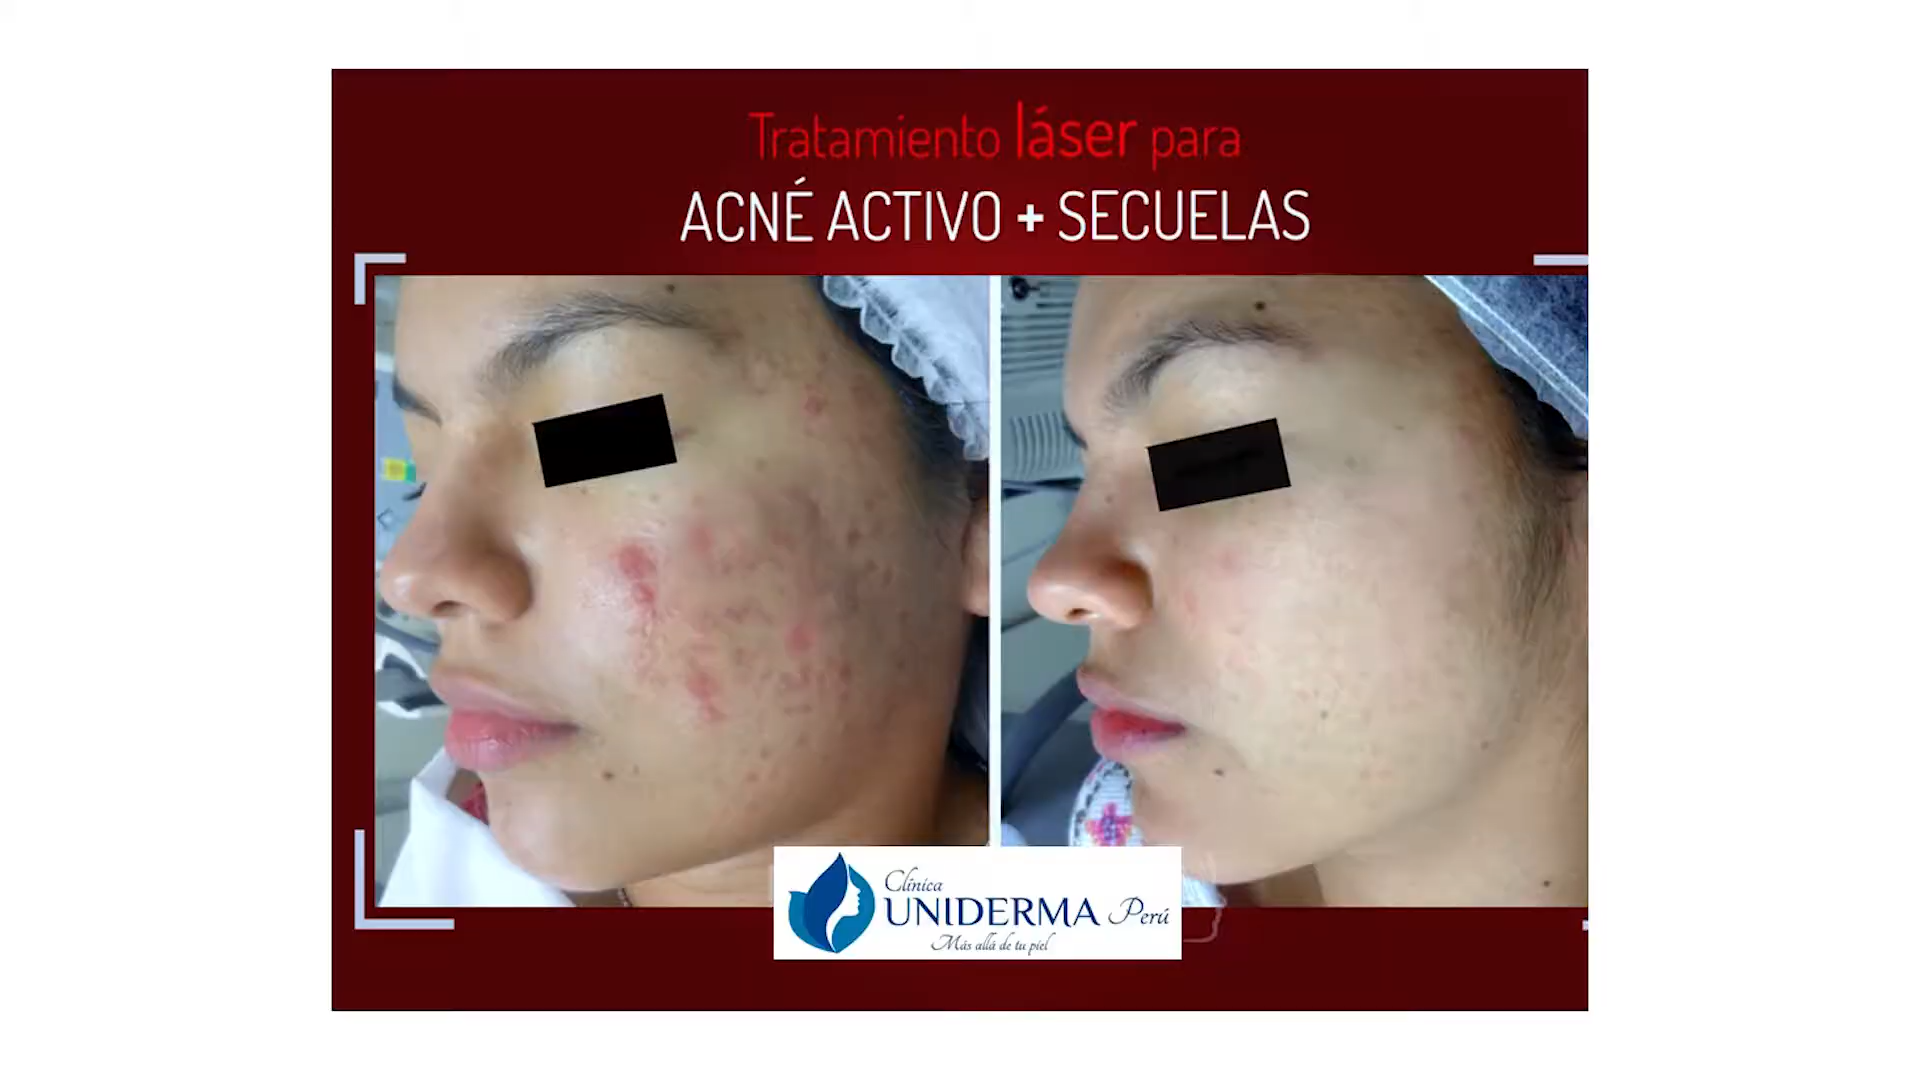 Tratamiento láser para
ACNÉ ACTIVO + SECUELAS
Clínica
UNIDERMA Perú
Más allá de tu piel